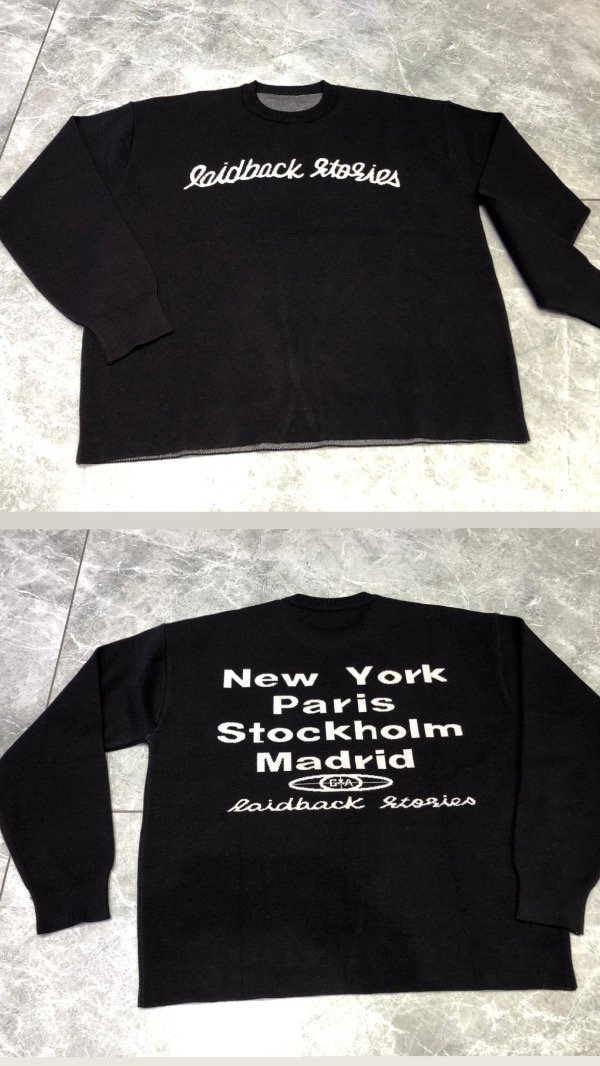 laidback stories
New York
Paris
Stockholm
Madrid
G*A
laidback stories